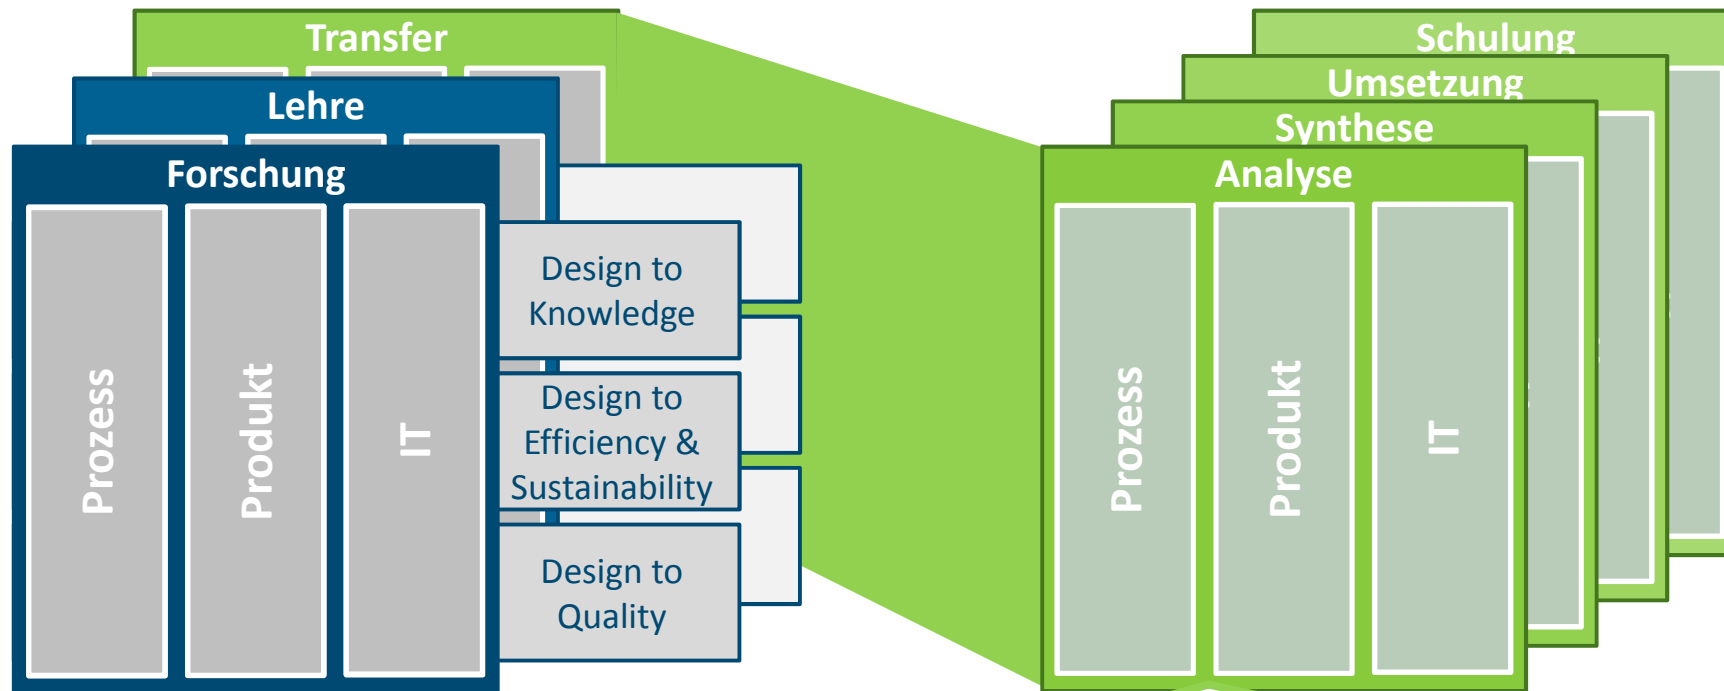 Transfer
Lehre
Forschung
Prozess
Produkt
IT
Design to
Knowledge
Design to
Efficiency &
Sustainability
Design to
Quality
Schulung
Umsetzung
Synthese
Analyse
Prozess
Produkt
IT